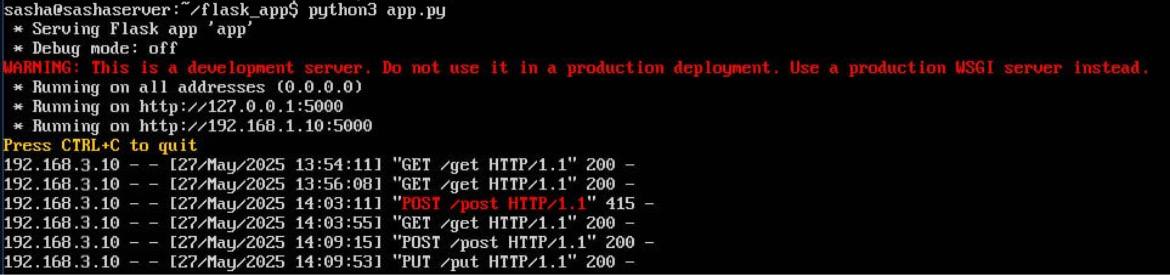 sasha@sashaserver:~/flask_app$ python3 app.py
* Serving Flask app 'app'
* Debug mode: off
WARNING: This is a development server. Do not use it in a production deployment. Use a production WSGI server instead.
* Running on all addresses (0.0.0.0)
* Running on http://127.0.0.1:5000
* Running on http://192.168.1.10:5000
Press CTRL+C to quit
192.168.3.10 - - [27/May/2025 13:54:11] "GET /get HTTP/1.1" 200 -
192.168.3.10 - - [27/May/2025 13:56:08] "GET /get HTTP/1.1" 200 -
192.168.3.10 - - [27/May/2025 14:03:11] "POST /post HTTP/1.1" 415 -
192.168.3.10 - - [27/May/2025 14:03:55] "GET /get HTTP/1.1" 200 -
192.168.3.10 - - [27/May/2025 14:09:15] "POST /post HTTP/1.1" 200 -
192.168.3.10 - - [27/May/2025 14:09:53] "PUT /put HTTP/1.1" 200 -